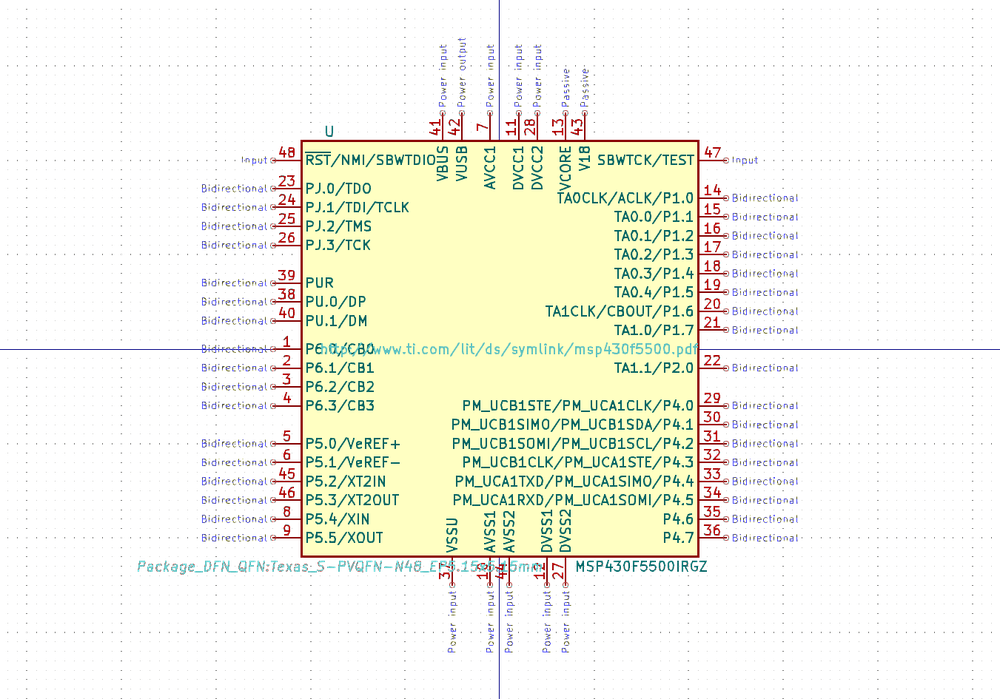 Power input
Power output
Power input
Power input
Power input
Passive
Passive
41
42
7
11
28
13
43
U
VBUS
VUSB
AVCC1
DVCC1
DVCC2
VCORE
V18
Input 48 RST/NMI/SBWTDIO
SBWTCK/TEST 47 Input
Bidirectional 23 PJ.0/TDO
Bidirectional 24 PJ.1/TDI/TCLK
Bidirectional 25 PJ.2/TMS
Bidirectional 26 PJ.3/TCK
Bidirectional 39 PUR
Bidirectional 38 PU.0/DP
Bidirectional 40 PU.1/DM
Bidirectional 1 P6.0/CB0
Bidirectional 2 P6.1/CB1
Bidirectional 3 P6.2/CB2
Bidirectional 4 P6.3/CB3
Bidirectional 5 P5.0/VeREF+
Bidirectional 6 P5.1/VeREF-
Bidirectional 45 P5.2/XT2IN
Bidirectional 46 P5.3/XT2OUT
Bidirectional 8 P5.4/XIN
Bidirectional 9 P5.5/XOUT
TA0CLK/ACLK/P1.0 14 Bidirectional
TA0.0/P1.1 15 Bidirectional
TA0.1/P1.2 16 Bidirectional
TA0.2/P1.3 17 Bidirectional
TA0.3/P1.4 18 Bidirectional
TA0.4/P1.5 19 Bidirectional
TA1CLK/CBOUT/P1.6 20 Bidirectional
TA1.0/P1.7 21 Bidirectional
http://www.ti.com/lit/ds/symlink/msp430f5500.pdf
TA1.1/P2.0 22 Bidirectional
PM_UCB1STE/PM_UCA1CLK/P4.0 29 Bidirectional
PM_UCB1SIMO/PM_UCB1SDA/P4.1 30 Bidirectional
PM_UCB1SOMI/PM_UCB1SCL/P4.2 31 Bidirectional
PM_UCB1CLK/PM_UCA1STE/P4.3 32 Bidirectional
PM_UCA1TXD/PM_UCA1SIMO/P4.4 33 Bidirectional
PM_UCA1RXD/PM_UCA1SOMI/P4.5 34 Bidirectional
P4.6 35 Bidirectional
P4.7 36 Bidirectional
VSSU
AVSS1
AVSS2
DVSS1
DVSS2
Package_DFN_QFN:Texas_S-PVQFN-N48_EP5.15x5.15mm
MSP430F5500IRGZ
44
12
27
Power input
Power input
Power input
Power input
Power input